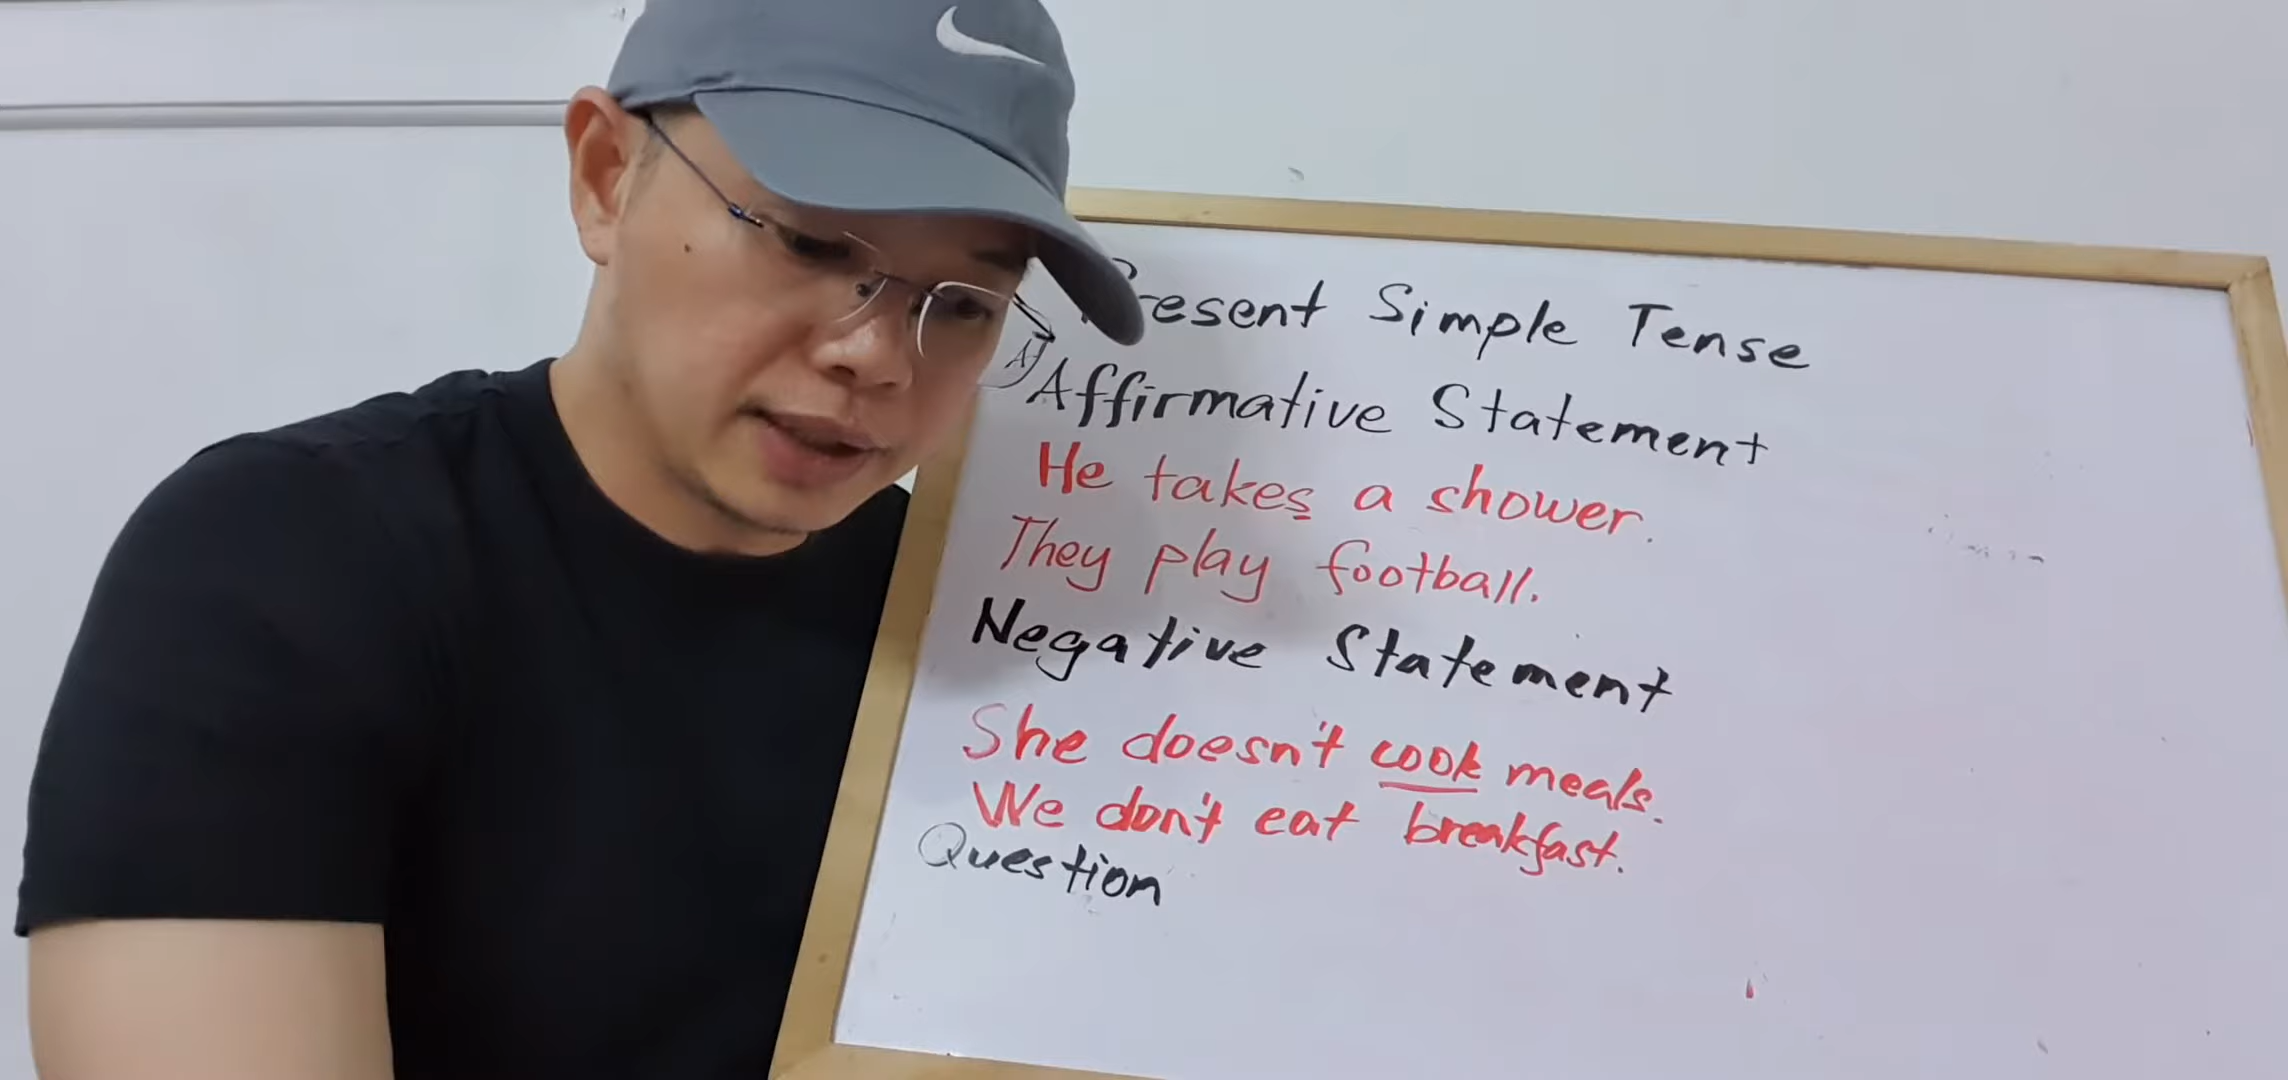 Present Simple Tense
Affirmative Statement
He takes a shower.
They play football.
Negative Statement
She doesn't cook meals.
We don't eat breakfast.
Question